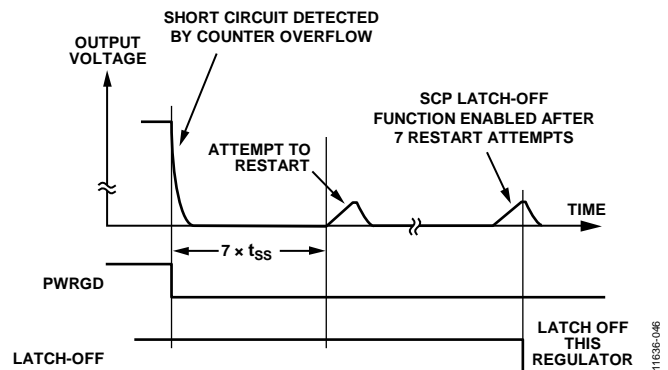 SHORT CIRCUIT DETECTED
BY COUNTER OVERFLOW
OUTPUT
VOLTAGE
SCP LATCH-OFF
FUNCTION ENABLED AFTER
7 RESTART ATTEMPTS
ATTEMPT TO
RESTART
TIME
7 × tSS
PWRGD
LATCH-OFF
LATCH OFF
THIS
REGULATOR
11636-046